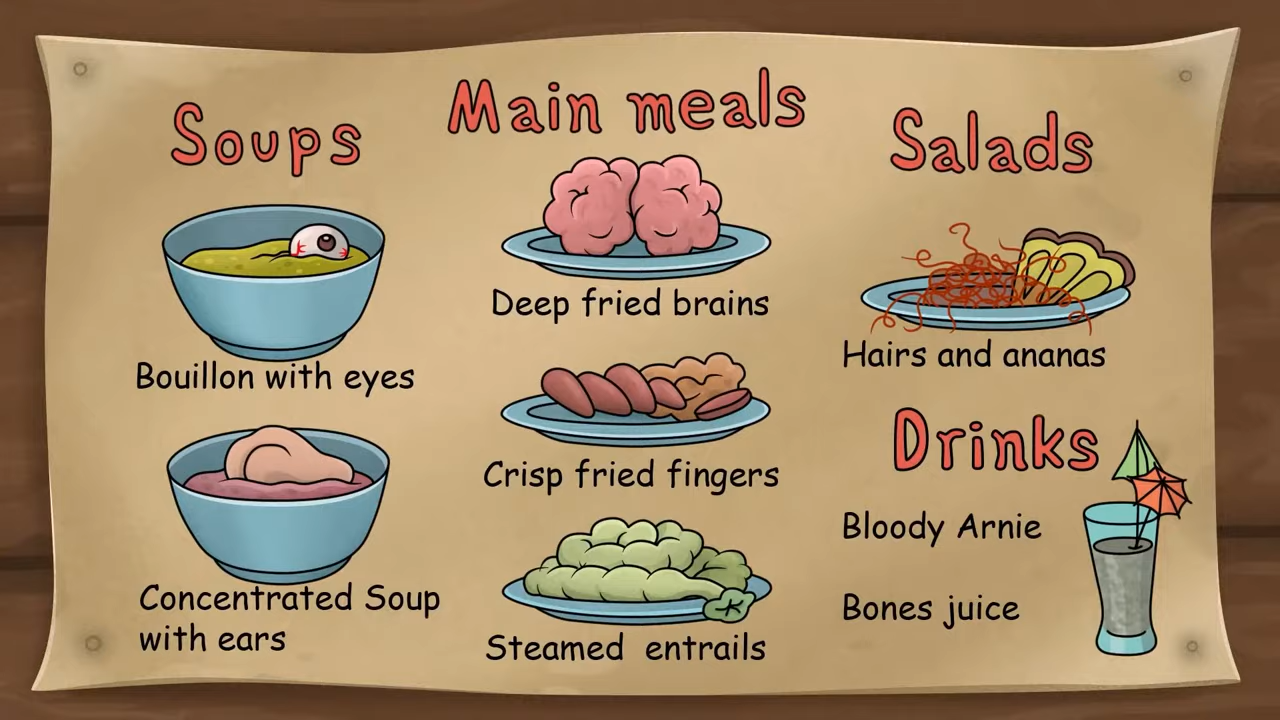 Soups
Bouillon with eyes
Concentrated Soup
with ears
Main meals
Deep fried brains
Crisp fried fingers
Steamed entrails
Salads
Hairs and ananas
Drinks
Bloody Arnie
Bones juice